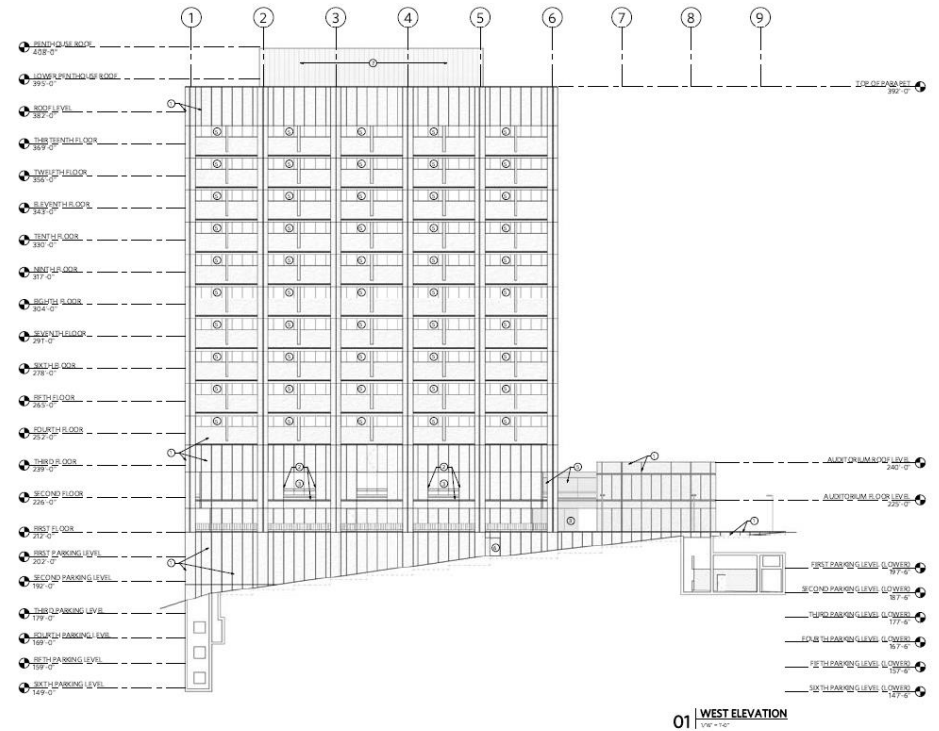 1 2 3 4 5 6 7 8 9
PENTHOUSE ROOF
408'-0"
LOWER PENTHOUSE ROOF
395'-0"
TOP OF PARAPET
392'-0"
ROOF LEVEL
382'-0"
THIRTEENTH FLOOR
369'-0"
TWELFTH FLOOR
356'-0"
ELEVENTH FLOOR
343'-0"
TENTH FLOOR
330'-0"
NINTH FLOOR
317'-0"
EIGHTH FLOOR
304'-0"
SEVENTH FLOOR
291'-0"
SIXTH FLOOR
278'-0"
FIFTH FLOOR
265'-0"
FOURTH FLOOR
252'-0"
THIRD FLOOR
239'-0"
SECOND FLOOR
226'-0"
FIRST FLOOR
212'-0"
FIRST PARKING LEVEL
202'-0"
SECOND PARKING LEVEL
192'-0"
THIRD PARKING LEVEL
179'-0"
FOURTH PARKING LEVEL
169'-0"
FIFTH PARKING LEVEL
159'-0"
SIXTH PARKING LEVEL
149'-0"
AUDITORIUM ROOF LEVEL
240'-0"
AUDITORIUM FLOOR LEVEL
225'-0"
FIRST PARKING LEVEL (LOWER)
197'-6"
SECOND PARKING LEVEL (LOWER)
187'-6"
THIRD PARKING LEVEL (LOWER)
177'-6"
FOURTH PARKING LEVEL (LOWER)
167'-6"
FIFTH PARKING LEVEL (LOWER)
157'-6"
SIXTH PARKING LEVEL (LOWER)
147'-6"
01 WEST ELEVATION
1/16" = 1'-0"